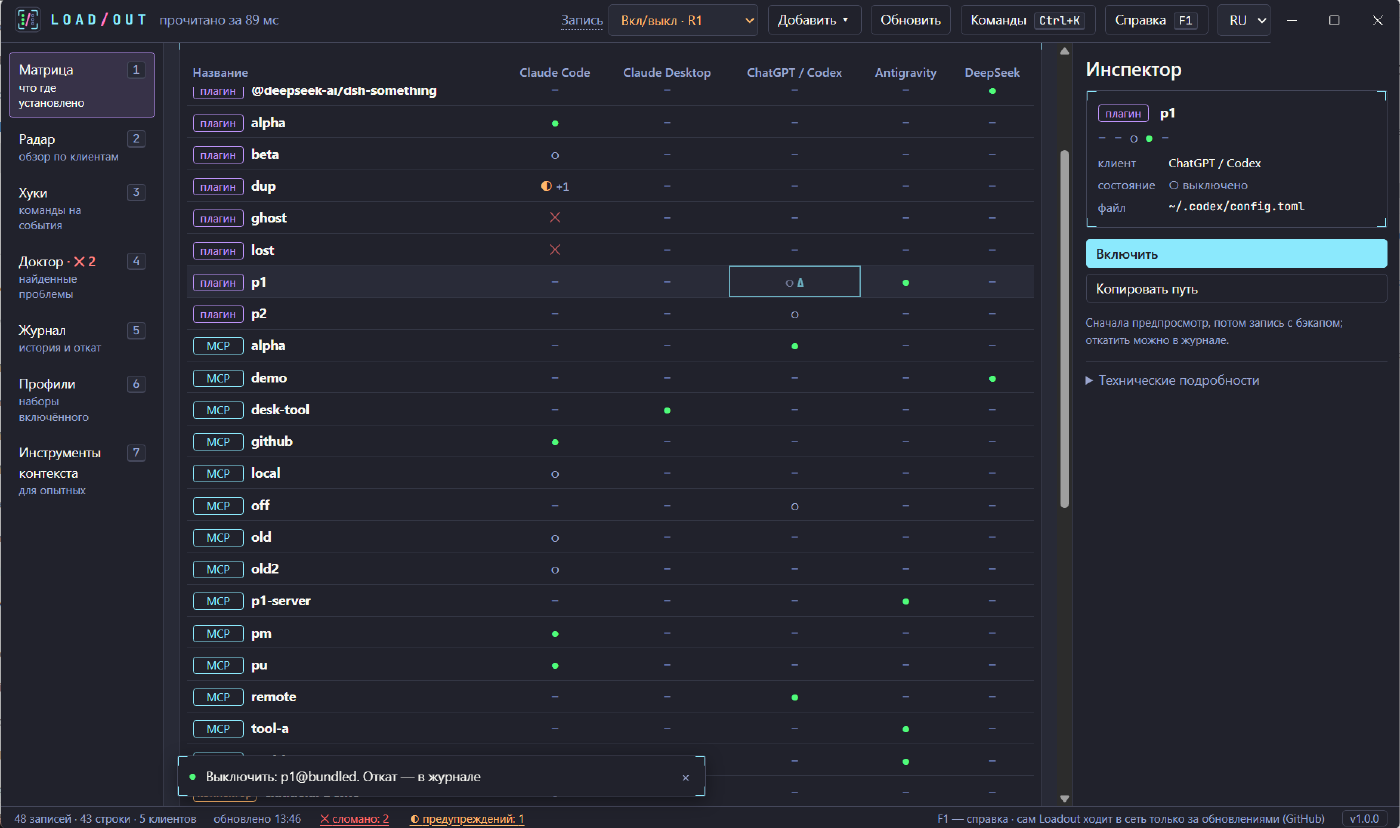 LOAD/OUT прочитано за 89 мс Запись Вкл/выкл · R1 Добавить ▾ Обновить Команды Ctrl+K Справка F1 RU
Матрица 1
что где
установлено
Радар 2
обзор по клиентам
Хуки 3
команды на
события
Доктор · ✕ 2 4
найденные
проблемы
Журнал 5
история и откат
Профили 6
наборы
включённого
Инструменты 7
контекста
для опытных
Название Claude Code Claude Desktop ChatGPT / Codex Antigravity DeepSeek
плагин @deepseek-ai/dsh-something – – – – ●
плагин alpha ● – – – –
плагин beta ○ – – – –
плагин dup ◐ +1 – – – –
плагин ghost ✕ – – – –
плагин lost ✕ – – – –
плагин p1 – – ○ Δ ● –
плагин p2 – – ○ – –
MCP alpha – – ● – –
MCP demo – – – – ●
MCP desk-tool – ● – – –
MCP github ● – – – –
MCP local ○ – – – –
MCP off – – ○ – –
MCP old ○ – – – –
MCP old2 ○ – – – –
MCP p1-server – – – ● –
MCP pm ● – – – –
MCP pu ● – – – –
MCP remote – – ● – –
MCP tool-a – – – ● –
● Выключить: p1@bundled. Откат — в журнале ×
Инспектор
плагин p1
– – ○ ● –
клиент ChatGPT / Codex
состояние ○ выключено
файл ~/.codex/config.toml
Включить
Копировать путь
Сначала предпросмотр, потом запись с бэкапом;
откатить можно в журнале.
▶ Технические подробности
48 записей · 43 строки · 5 клиентов обновлено 13:46 ✕ сломано: 2 ◐ предупреждений: 1 F1 — справка · сам Loadout ходит в сеть только за обновлениями (GitHub) v1.0.0